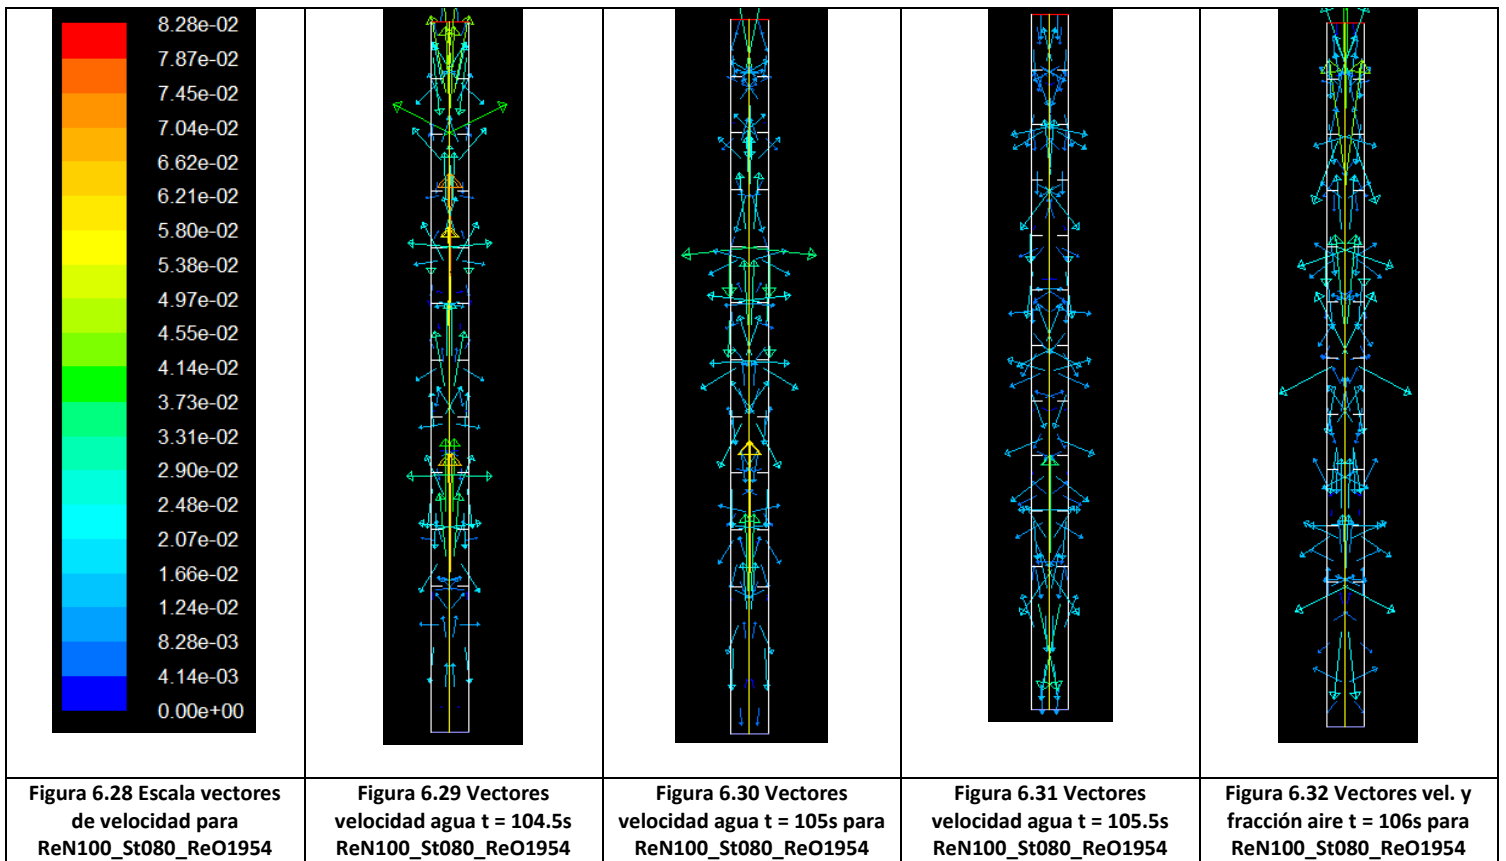 8.28e-02
7.87e-02
7.45e-02
7.04e-02
6.62e-02
6.21e-02
5.80e-02
5.38e-02
4.97e-02
4.55e-02
4.14e-02
3.73e-02
3.31e-02
2.90e-02
2.48e-02
2.07e-02
1.66e-02
1.24e-02
8.28e-03
4.14e-03
0.00e+00
Figura 6.28 Escala vectores
de velocidad para
ReN100_St080_ReO1954
Figura 6.29 Vectores
velocidad agua t = 104.5s
ReN100_St080_ReO1954
Figura 6.30 Vectores
velocidad agua t = 105s para
ReN100_St080_ReO1954
Figura 6.31 Vectores
velocidad agua t = 105.5s
ReN100_St080_ReO1954
Figura 6.32 Vectores vel. y
fracción aire t = 106s para
ReN100_St080_ReO1954